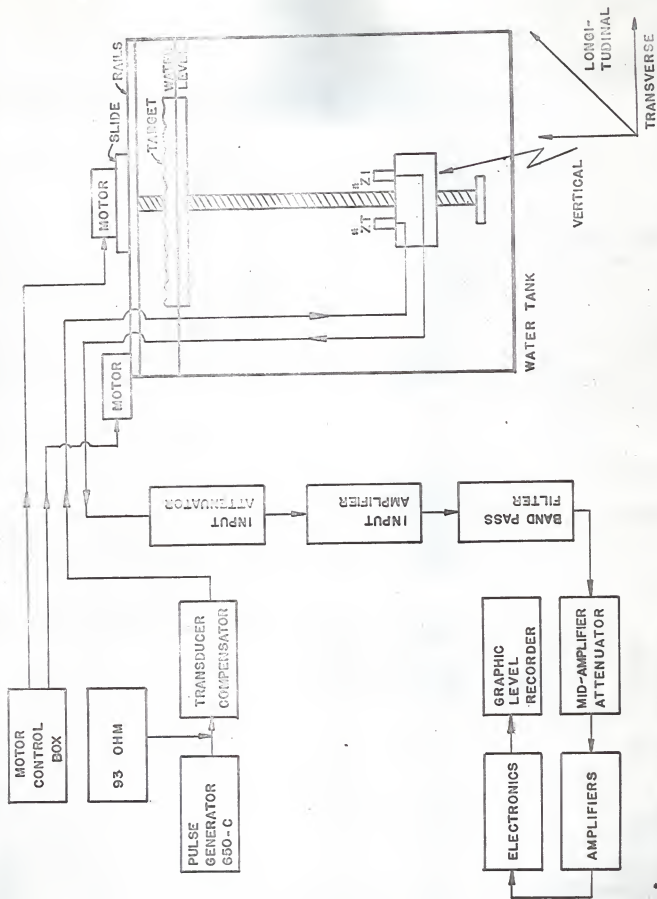 MOTOR
CONTROL
BOX
93 OHM
PULSE
GENERATOR
650-C
TRANSDUCER
COMPENSATOR
MOTOR
MOTOR
SLIDE
RAILS
TARGET
WATER
LEVEL
INPUT
ATTENUATOR
INPUT
AMPLIFIER
BAND PASS
FILTER
MID-AMPLIFIER
ATTENUATOR
AMPLIFIERS
ELECTRONICS
GRAPHIC
LEVEL
RECORDER
WATER TANK
VERTICAL
LONGI-
TUDINAL
TRANSVERSE